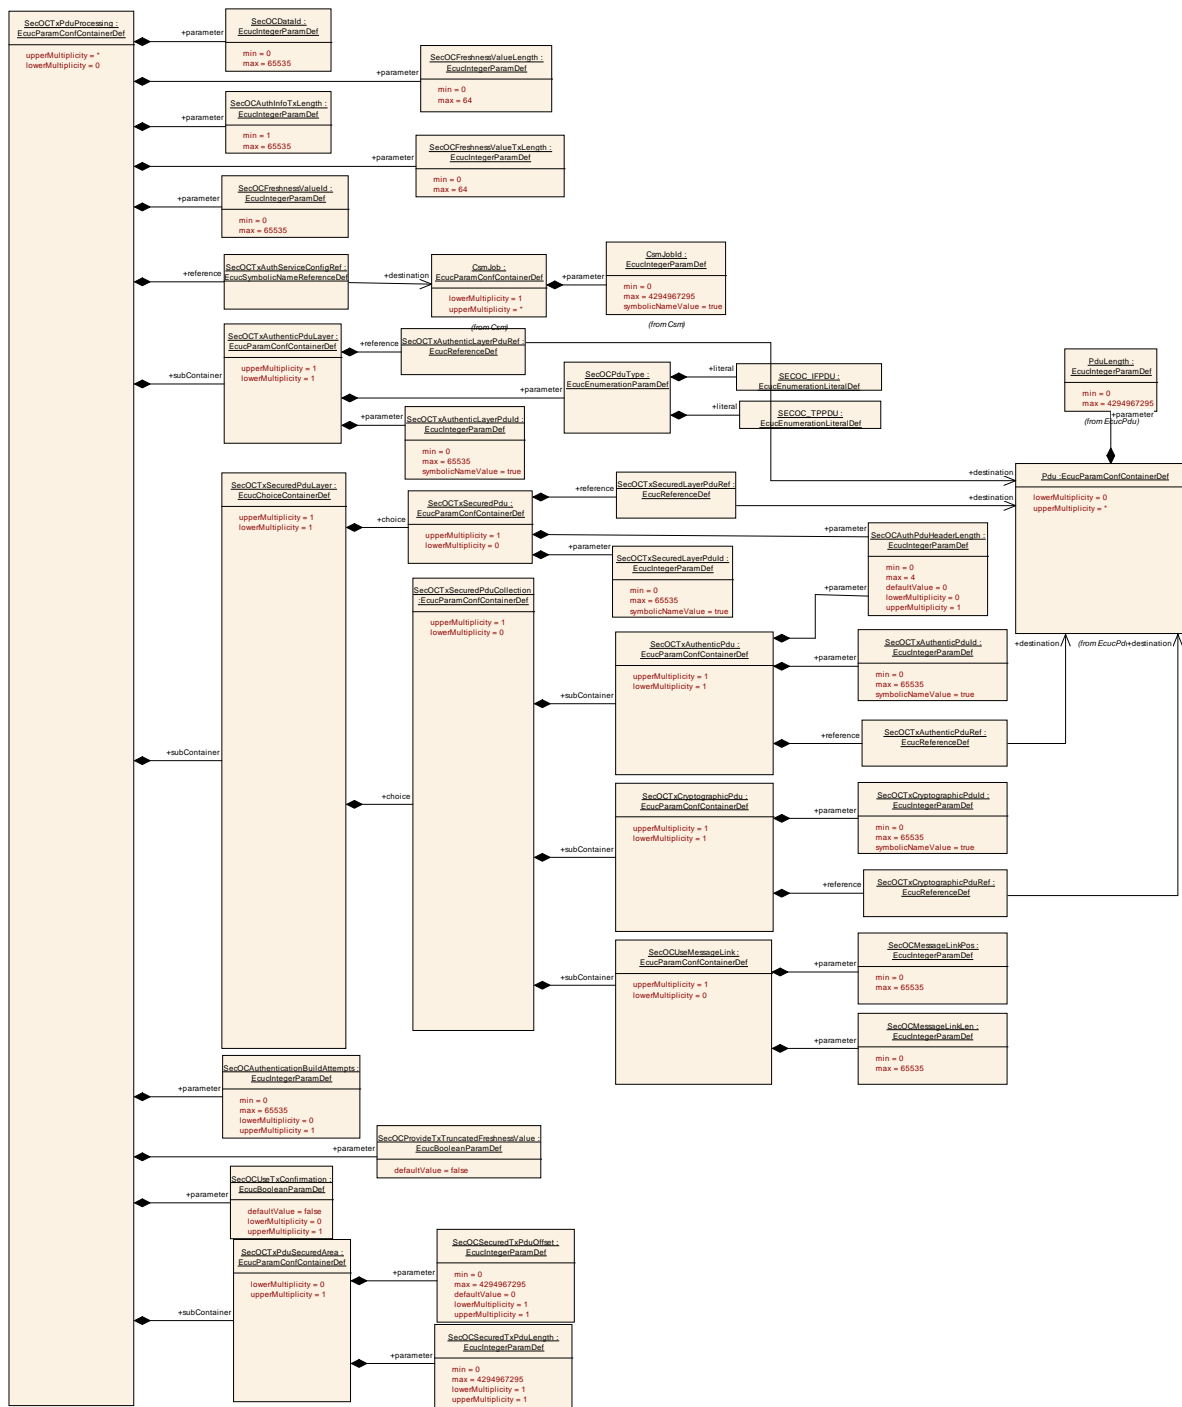 SecOCTxPduProcessing :
EcucParamConfContainerDef
upperMultiplicity = *
lowerMultiplicity = 0
+parameter
SecOCDataId :
EcucIntegerParamDef
min = 0
max = 65535
+parameter
SecOCFreshnessValueLength :
EcucIntegerParamDef
min = 0
max = 64
+parameter
SecOCAuthInfoTxLength :
EcucIntegerParamDef
min = 1
max = 65535
+parameter
SecOCFreshnessValueTxLength :
EcucIntegerParamDef
min = 0
max = 64
+parameter
SecOCFreshnessValueId :
EcucIntegerParamDef
min = 0
max = 65535
+reference
SecOCTxAuthServiceConfigRef :
EcucSymbolicNameReferenceDef
+destination
CsmJob :
EcucParamConfContainerDef
lowerMultiplicity = 1
upperMultiplicity = *
(from Csm)
+parameter
CsmJobId :
EcucIntegerParamDef
min = 0
max = 4294967295
symbolicNameValue = true
(from Csm)
+subContainer
SecOCTxAuthenticPduLayer :
EcucParamConfContainerDef
upperMultiplicity = 1
lowerMultiplicity = 1
+reference
SecOCTxAuthenticLayerPduRef :
EcucReferenceDef
+parameter
SecOCPduType :
EcucEnumerationParamDef
+literal
SECOC_IFPDU :
EcucEnumerationLiteralDef
+literal
SECOC_TPPDU :
EcucEnumerationLiteralDef
+parameter
SecOCTxAuthenticLayerPduId :
EcucIntegerParamDef
min = 0
max = 65535
symbolicNameValue = true
PduLength :
EcucIntegerParamDef
min = 0
max = 4294967295
+parameter
(from EcucPdu)
+destination
+destination
Pdu :EcucParamConfContainerDef
lowerMultiplicity = 0
upperMultiplicity = *
+destination
(from EcucPdu)
+destination
+subContainer
SecOCTxSecuredPduLayer :
EcucChoiceContainerDef
upperMultiplicity = 1
lowerMultiplicity = 1
+choice
SecOCTxSecuredPdu :
EcucParamConfContainerDef
upperMultiplicity = 1
lowerMultiplicity = 0
+reference
SecOCTxSecuredLayerPduRef :
EcucReferenceDef
+parameter
SecOCAuthPduHeaderLength :
EcucIntegerParamDef
min = 0
max = 4
defaultValue = 0
lowerMultiplicity = 0
upperMultiplicity = 1
+parameter
SecOCTxSecuredLayerPduId :
EcucIntegerParamDef
min = 0
max = 65535
symbolicNameValue = true
+choice
SecOCTxSecuredPduCollection
:EcucParamConfContainerDef
upperMultiplicity = 1
lowerMultiplicity = 0
+subContainer
SecOCTxAuthenticPdu :
EcucParamConfContainerDef
upperMultiplicity = 1
lowerMultiplicity = 1
+parameter
+parameter
SecOCTxAuthenticPduId :
EcucIntegerParamDef
min = 0
max = 65535
symbolicNameValue = true
+reference
SecOCTxAuthenticPduRef :
EcucReferenceDef
+subContainer
SecOCTxCryptographicPdu :
EcucParamConfContainerDef
upperMultiplicity = 1
lowerMultiplicity = 1
+parameter
SecOCTxCryptographicPduId :
EcucIntegerParamDef
min = 0
max = 65535
symbolicNameValue = true
+reference
SecOCTxCryptographicPduRef :
EcucReferenceDef
+subContainer
SecOCUseMessageLink :
EcucParamConfContainerDef
upperMultiplicity = 1
lowerMultiplicity = 0
+parameter
SecOCMessageLinkPos :
EcucIntegerParamDef
min = 0
max = 65535
+parameter
SecOCMessageLinkLen :
EcucIntegerParamDef
min = 0
max = 65535
+parameter
SecOCAuthenticationBuildAttempts :
EcucIntegerParamDef
min = 0
max = 65535
lowerMultiplicity = 0
upperMultiplicity = 1
+parameter
SecOCProvideTxTruncatedFreshnessValue :
EcucBooleanParamDef
defaultValue = false
+parameter
SecOCUseTxConfirmation :
EcucBooleanParamDef
defaultValue = false
lowerMultiplicity = 0
upperMultiplicity = 1
+subContainer
SecOCTxPduSecuredArea :
EcucParamConfContainerDef
lowerMultiplicity = 0
upperMultiplicity = 1
+parameter
SecOCSecuredTxPduOffset :
EcucIntegerParamDef
min = 0
max = 4294967295
defaultValue = 0
lowerMultiplicity = 1
upperMultiplicity = 1
+parameter
SecOCSecuredTxPduLength :
EcucIntegerParamDef
min = 0
max = 4294967295
lowerMultiplicity = 1
upperMultiplicity = 1